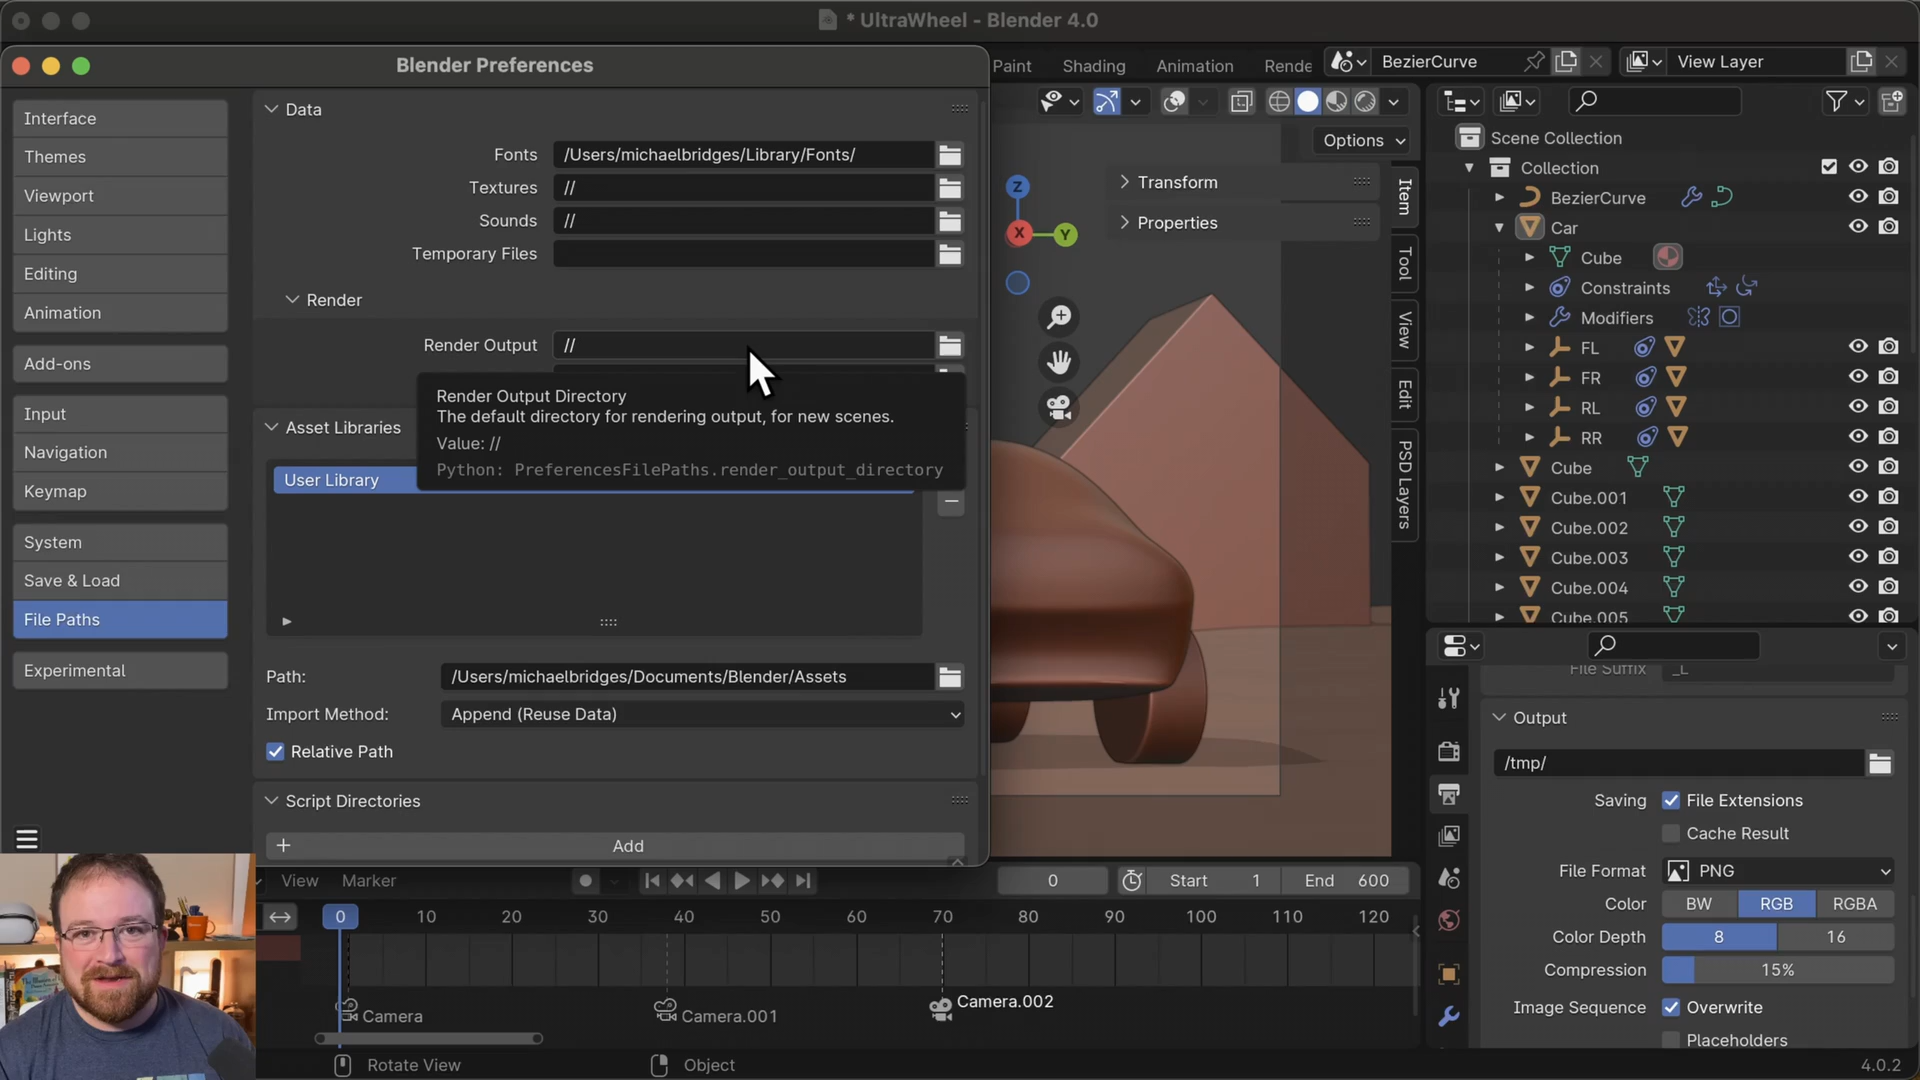 * UltraWheel - Blender 4.0
Blender Preferences
Paint
Shading
Animation
Rende
BezierCurve
View Layer
Interface
Themes
Viewport
Lights
Editing
Animation
Add-ons
Input
Navigation
Keymap
System
Save & Load
File Paths
Experimental
Data
Fonts /Users/michaelbridges/Library/Fonts/
Textures //
Sounds //
Temporary Files
Render
Render Output //
Render Output Directory
The default directory for rendering output, for new scenes.
Value: //
Python: PreferencesFilePaths.render_output_directory
Asset Libraries
User Library
Path: /Users/michaelbridges/Documents/Blender/Assets
Import Method: Append (Reuse Data)
Relative Path
Script Directories
+ Add
Options
Z
X Y
Transform
Properties
Item
Tool
View
Edit
PSD Layers
Scene Collection
Collection
BezierCurve
Car
Cube
Constraints
Modifiers
FL
FR
RL
RR
Cube
Cube.001
Cube.002
Cube.003
Cube.004
Cube.005
File Suffix _L
Output
/tmp/
Saving File Extensions
Cache Result
File Format PNG
Color BW RGB RGBA
Color Depth 8 16
Compression 15%
Image Sequence Overwrite
Placeholders
View Marker 0 Start 1 End 600
0 10 20 30 40 50 60 70 80 90 100 110 120
Camera Camera.001 Camera.002
Rotate View Object 4.0.2